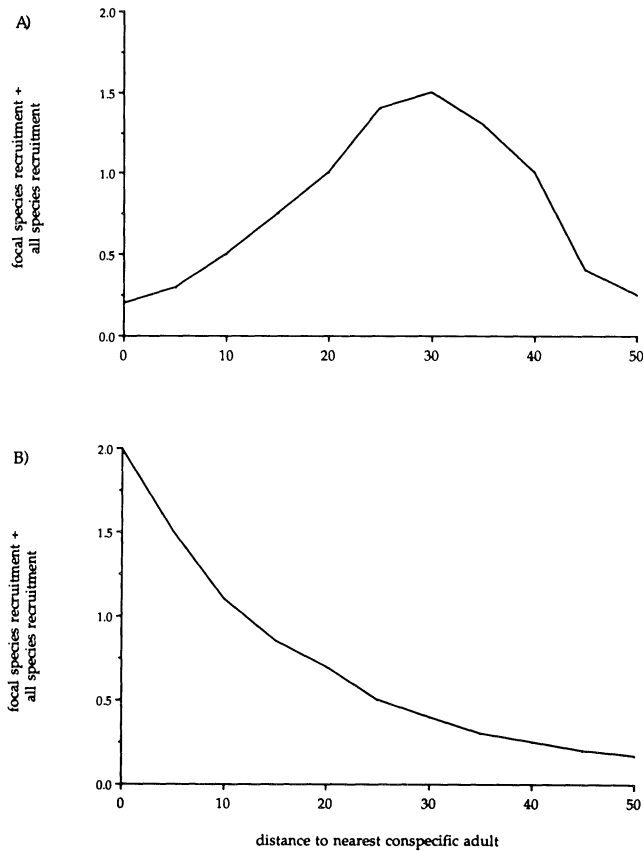 A)
focal species recruitment +
all species recruitment
2.0
1.5
1.0
0.5
0.0
0 10 20 30 40 50
B)
focal species recruitment +
all species recruitment
2.0
1.5
1.0
0.5
0.0
0 10 20 30 40 50
distance to nearest conspecific adult